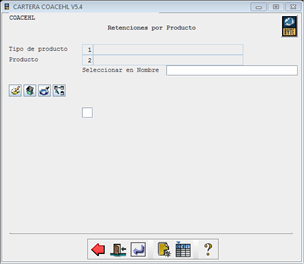 CARTERA COACEHL V5.4
COACEHL
Retenciones por Producto
Tipo de producto 1
Producto 2
Seleccionar en Nombre
?